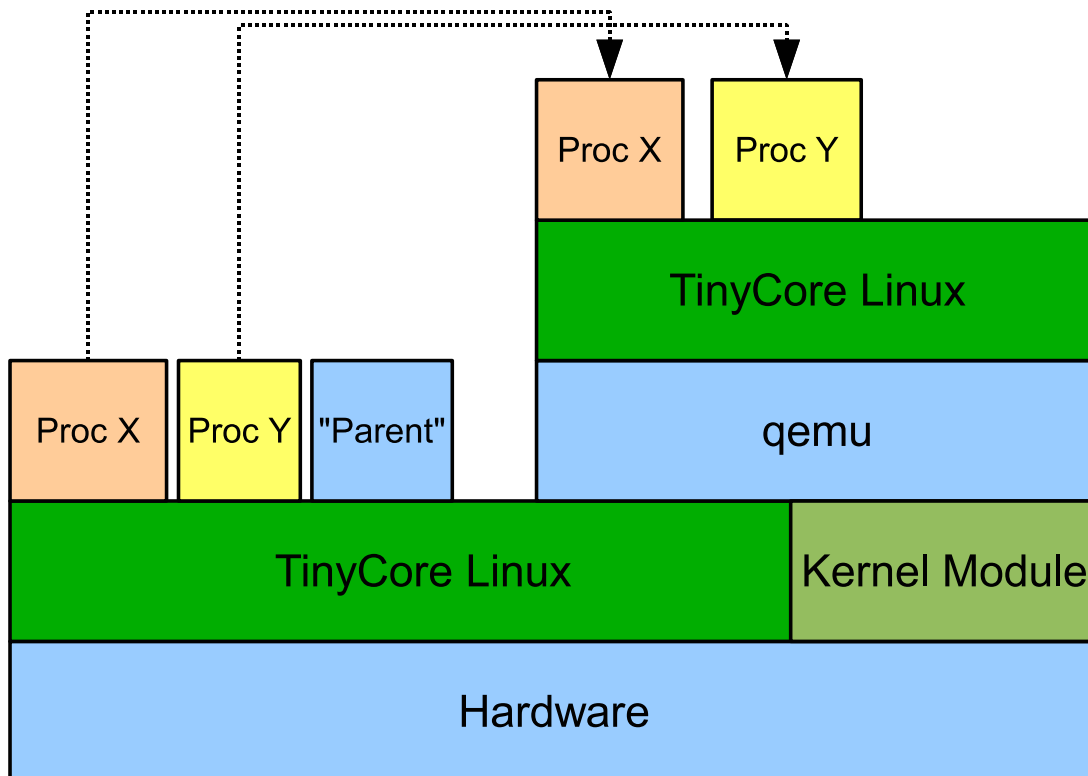 Proc X
Proc Y
TinyCore Linux
Proc X
Proc Y
"Parent"
qemu
TinyCore Linux
Kernel Module
Hardware